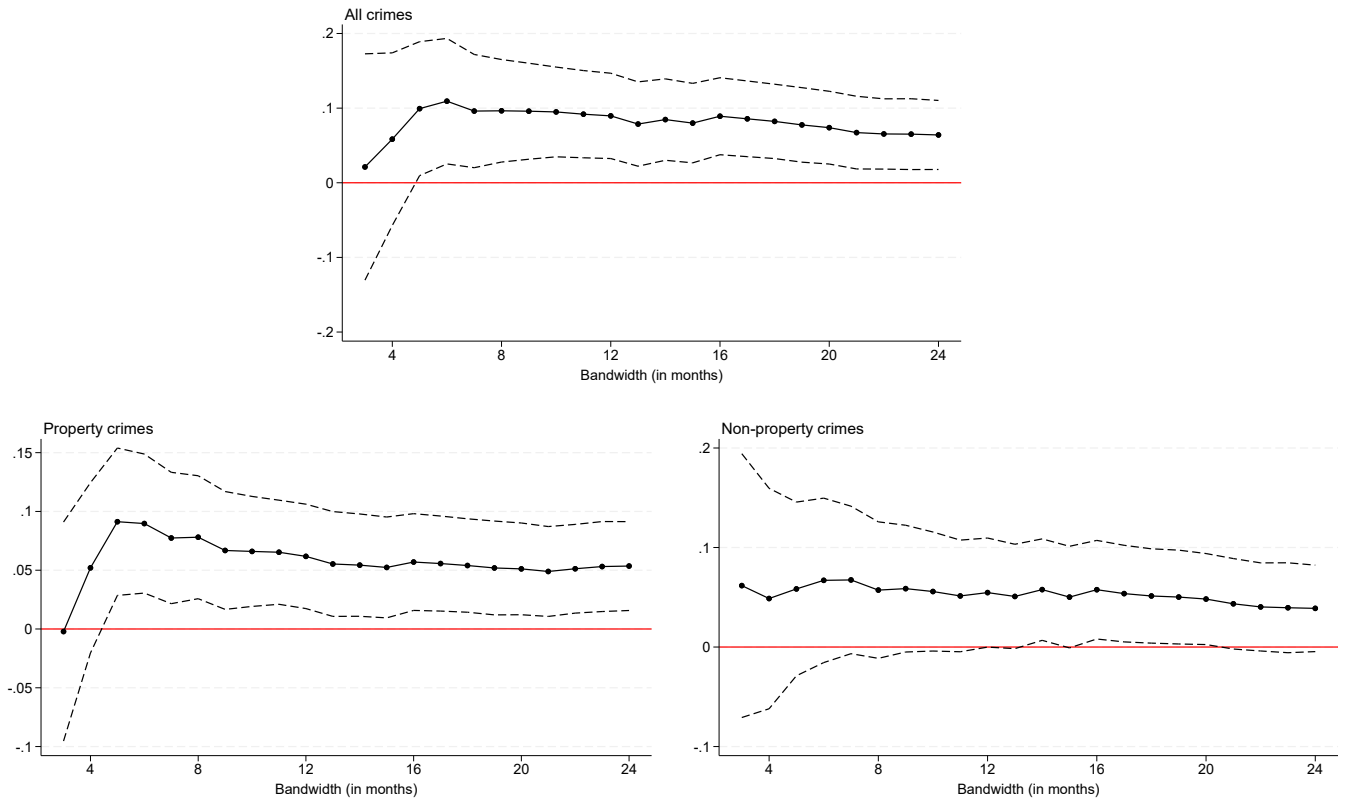 All crimes
.2
.1
0
-.1
-.2
4 8 12 16 20 24
Bandwidth (in months)
Property crimes
.15
.1
.05
0
-.05
-.1
4 8 12 16 20 24
Bandwidth (in months)
Non-property crimes
.2
.1
0
-.1
4 8 12 16 20 24
Bandwidth (in months)